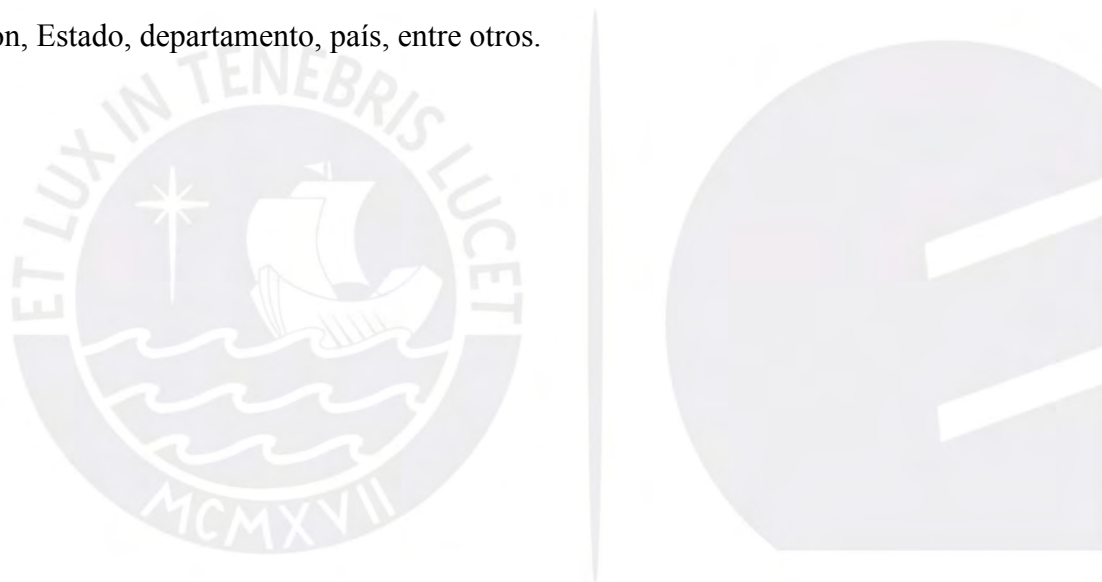 on, Estado, departamento, país, entre otros.
ET LUX IN TENEBRIS LUCET
MCMXVII